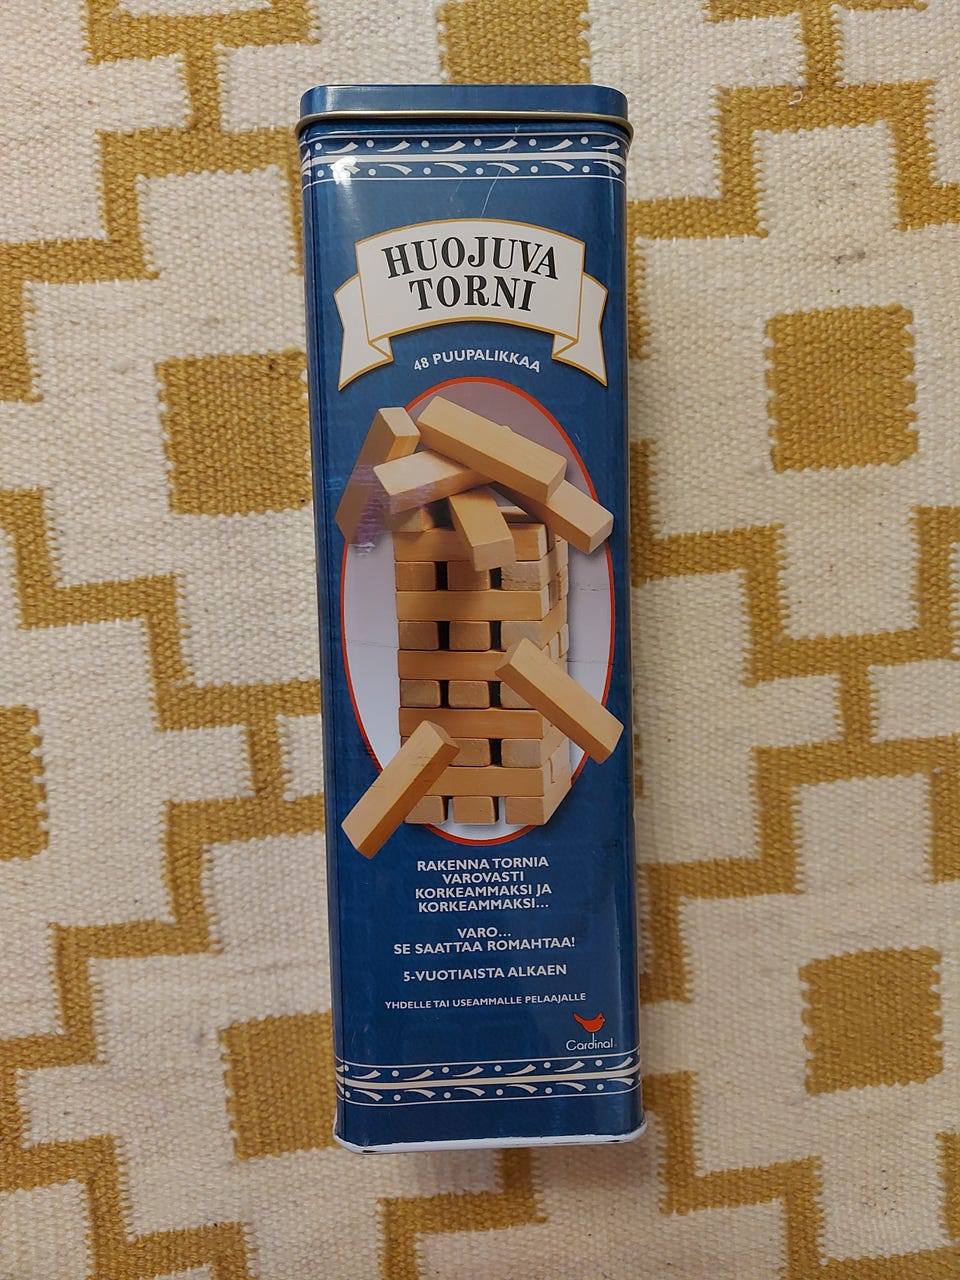 HUOJUVA
TORNI
48 PUUPALIKKAA
RAKENNA TORNIA
VAROVASTI
KORKEAMMAKSI JA
KORKEAMMAKSI...
VARO...
SE SAATTAA ROMAHTAA!
5-VUOTIAISTA ALKAEN
YHDELLE TAI USEAMMALLE PELAAJALLE
Cardinal